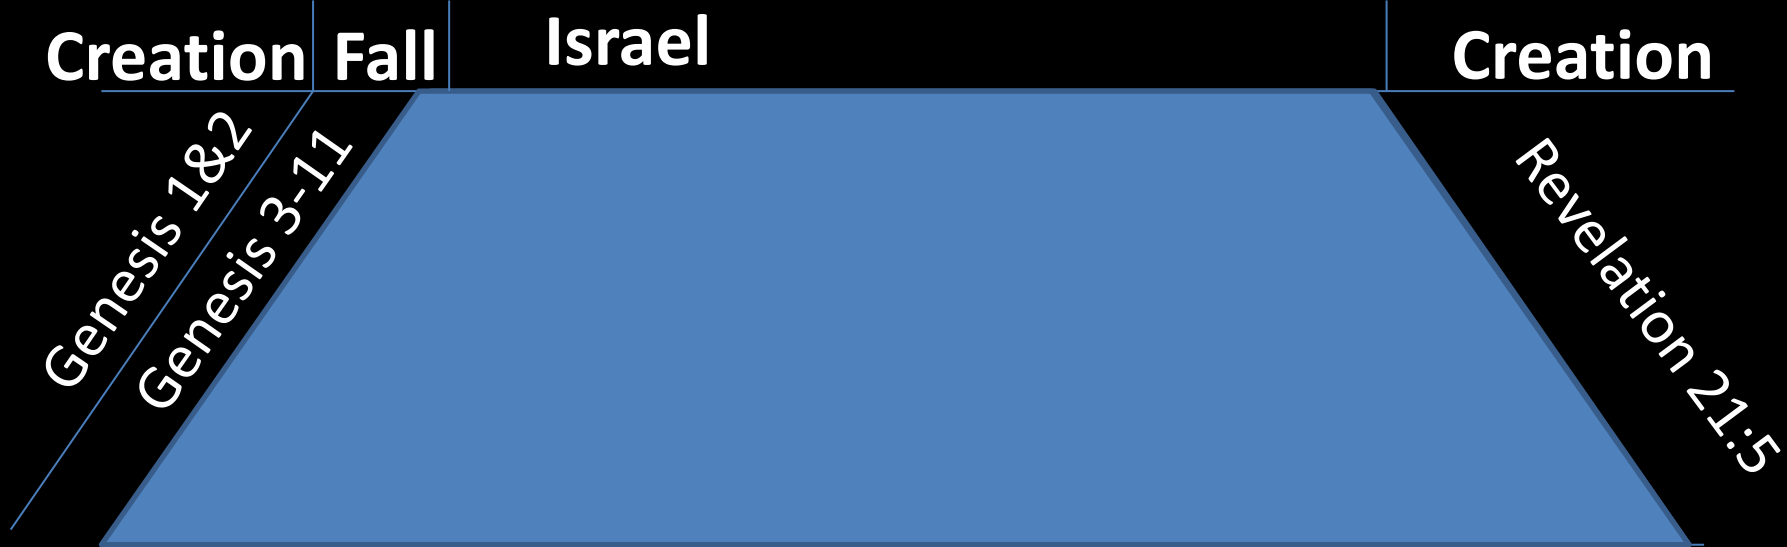 Creation
Fall
Israel
Creation
Genesis 1&2
Genesis 3-11
Revelation 21:5